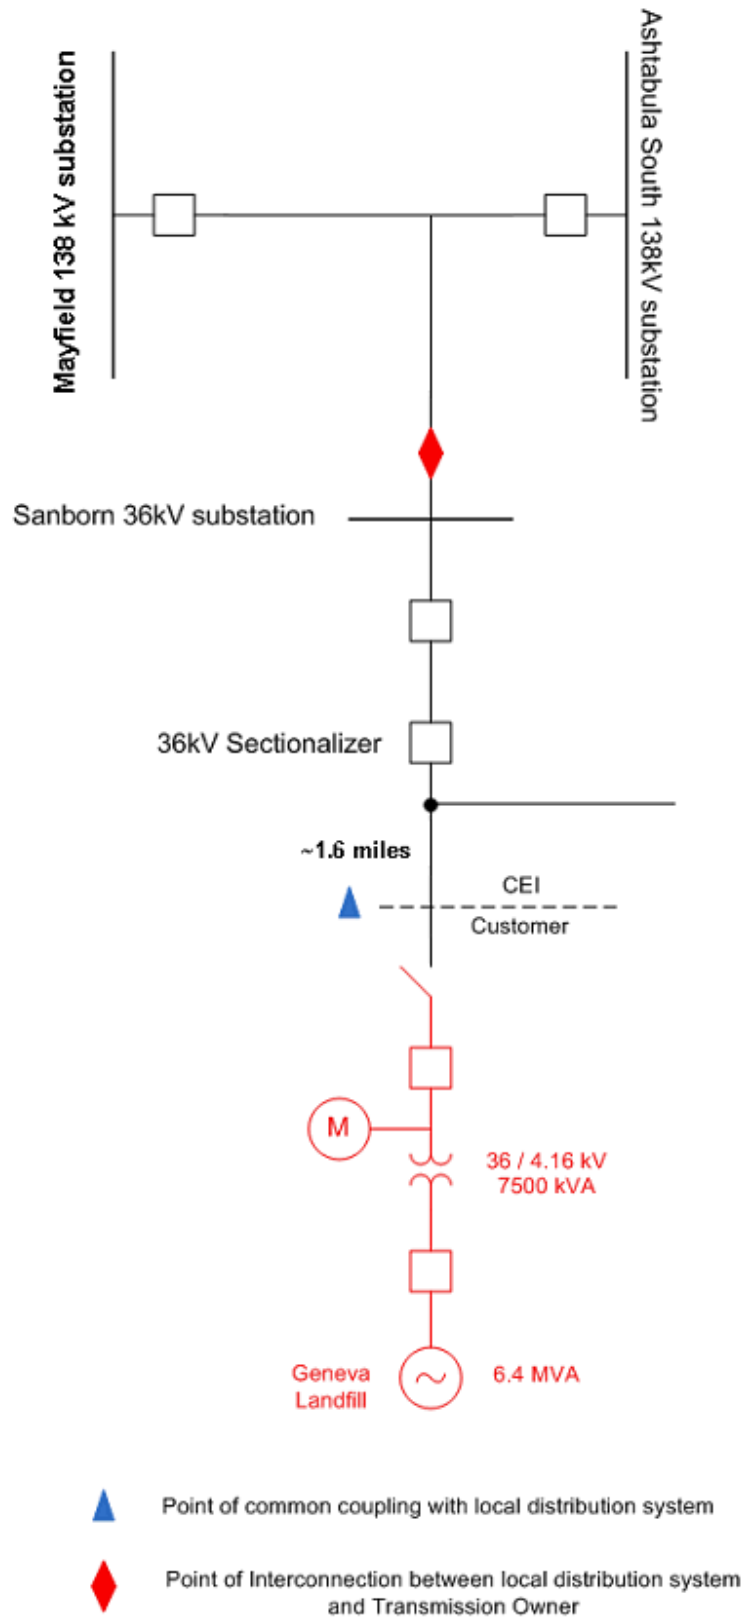 Mayfield 138 kV substation
Ashtabula South 138kV substation
Sanborn 36kV substation
36kV Sectionalizer
~1.6 miles
CEI
Customer
M
36 / 4.16 kV
7500 kVA
Geneva
Landfill
6.4 MVA
Point of common coupling with local distribution system
Point of Interconnection between local distribution system
and Transmission Owner